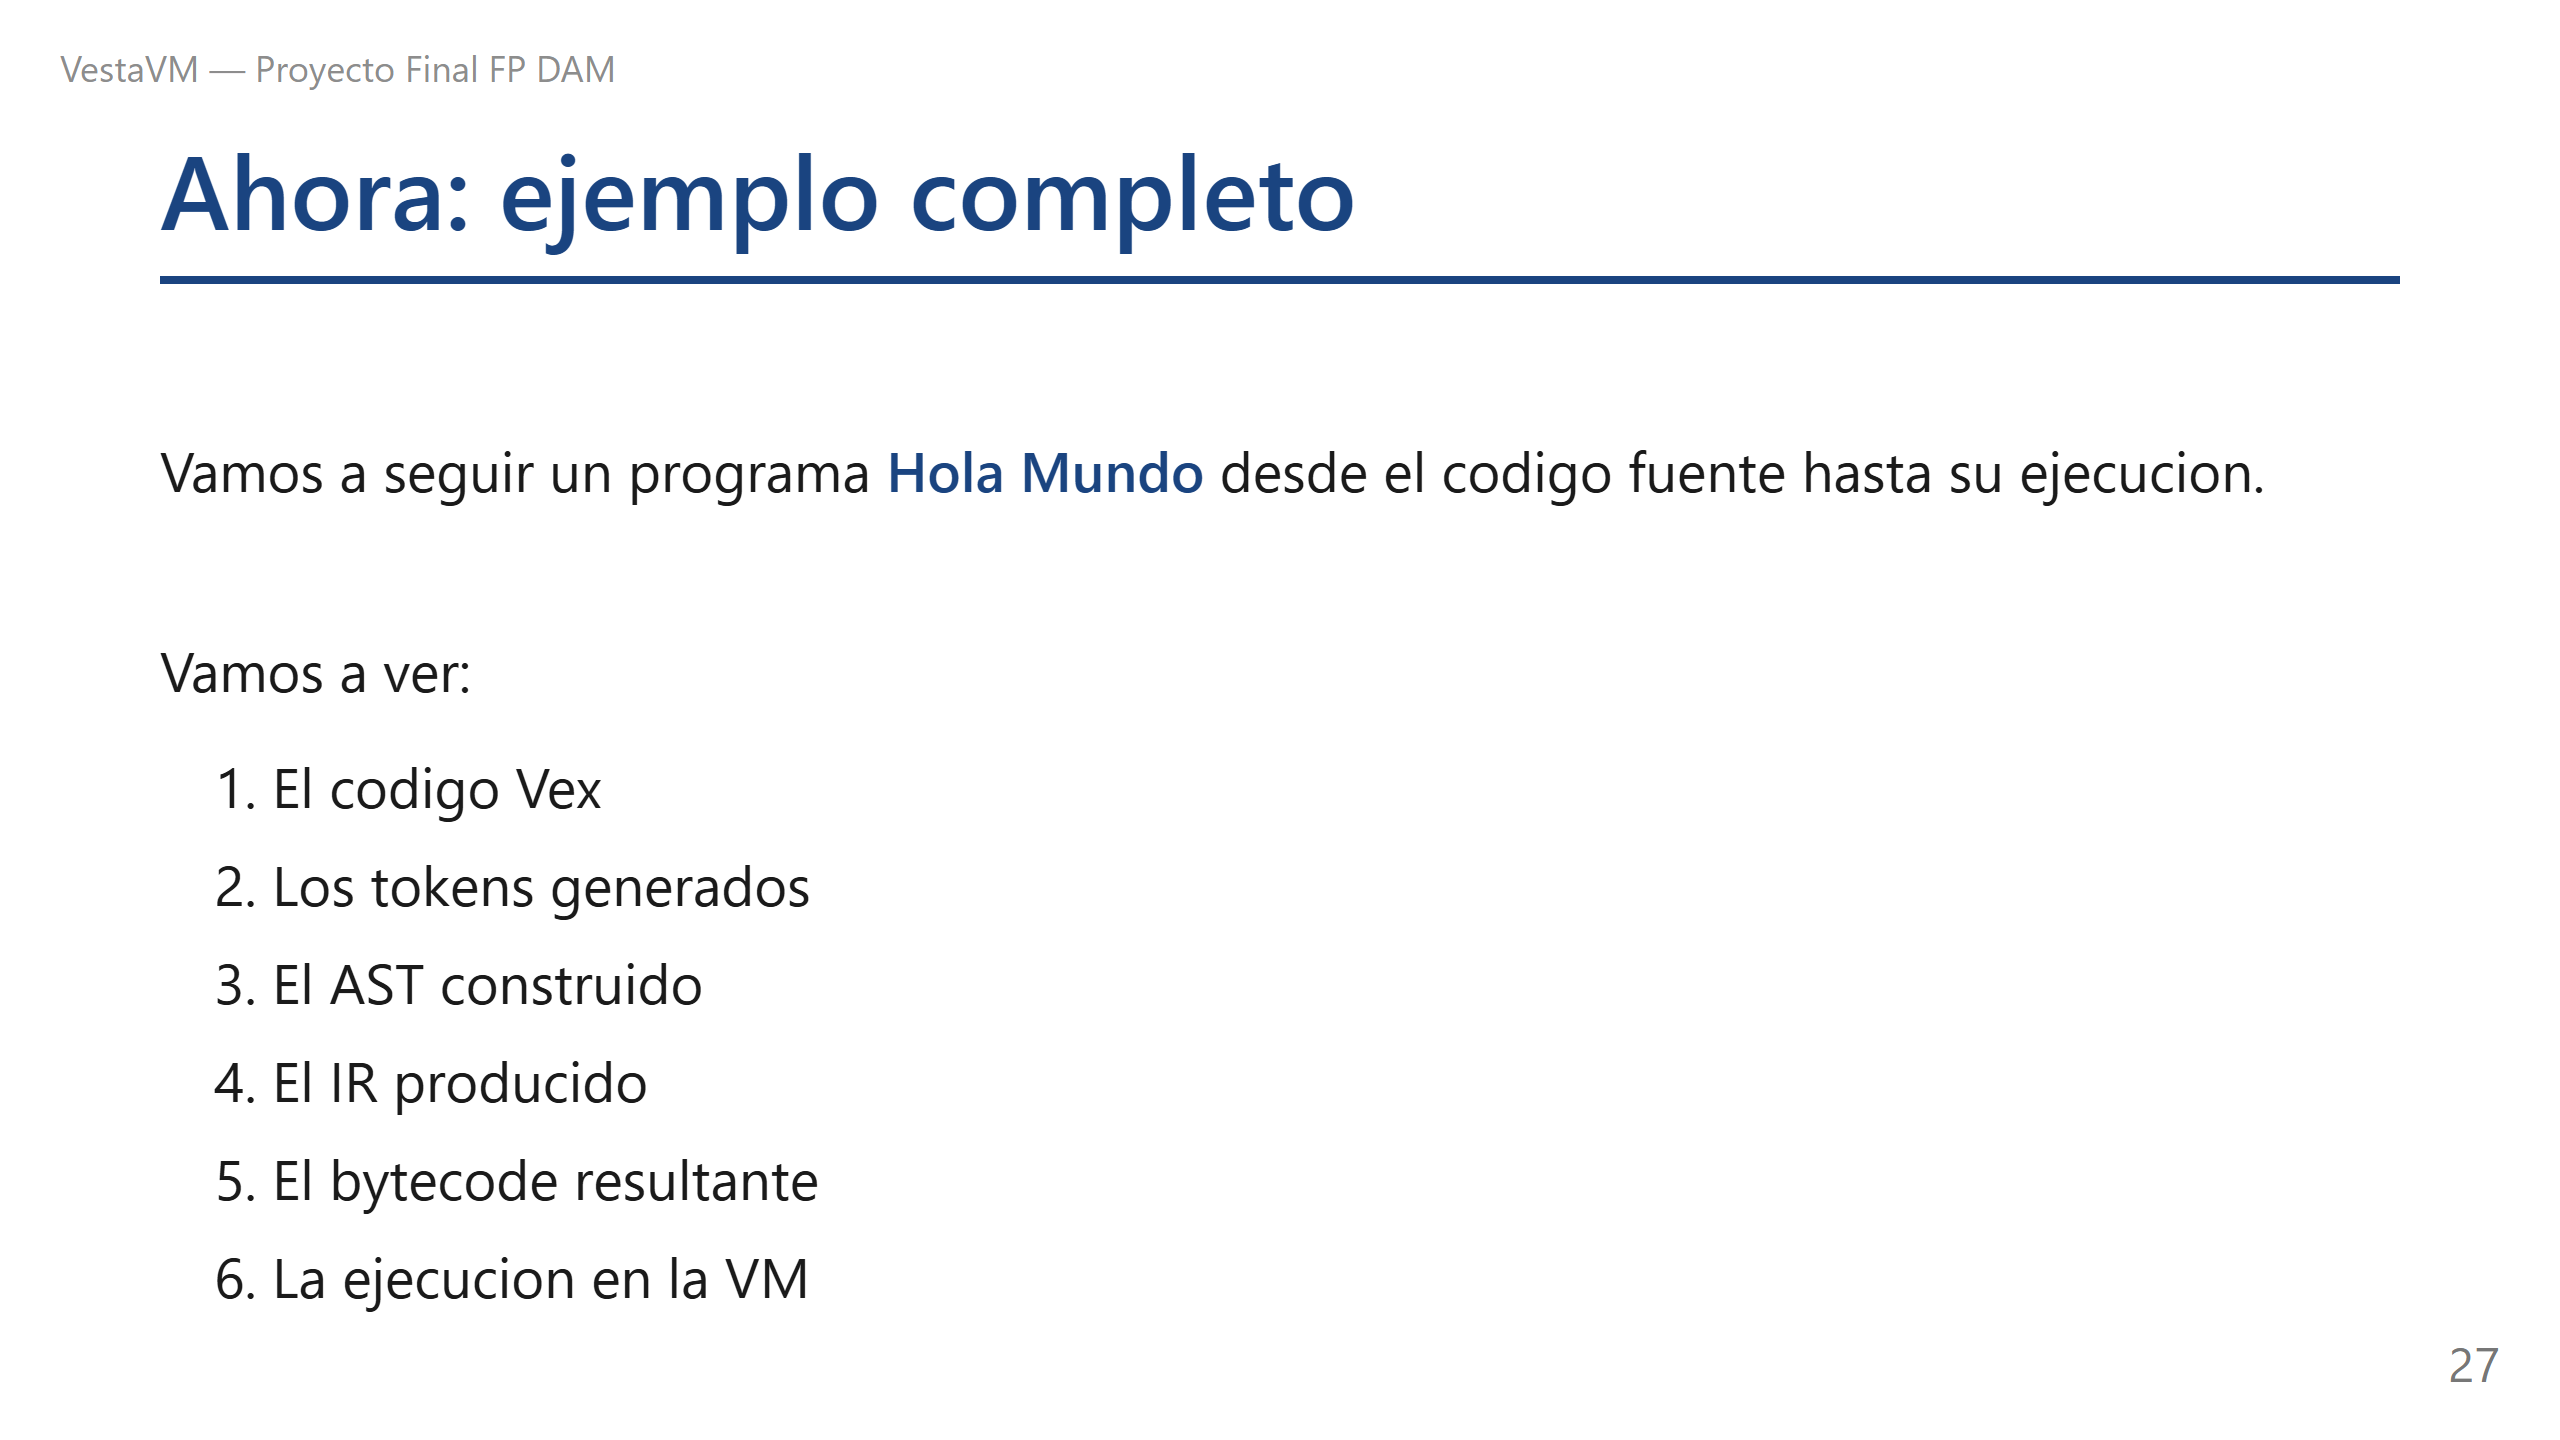 VestaVM — Proyecto Final FP DAM
Ahora: ejemplo completo
Vamos a seguir un programa Hola Mundo desde el codigo fuente hasta su ejecucion.
Vamos a ver:
1. El codigo Vex
2. Los tokens generados
3. El AST construido
4. El IR producido
5. El bytecode resultante
6. La ejecucion en la VM
27